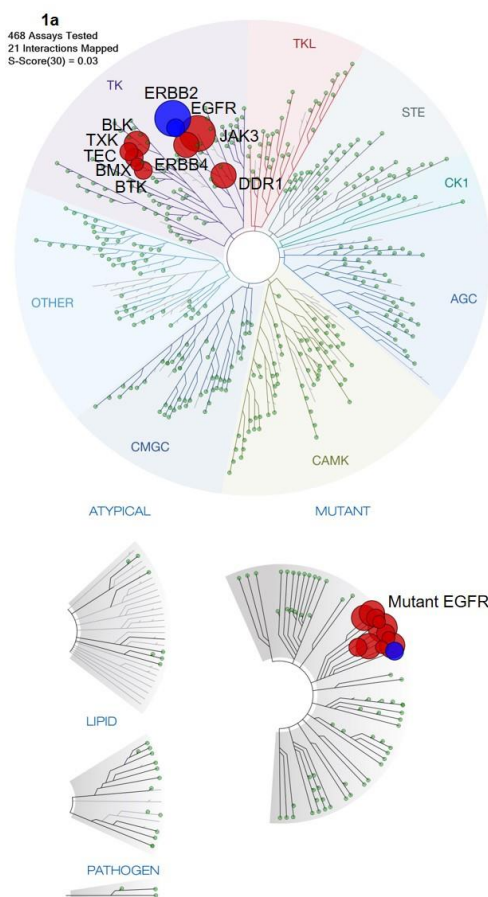 1a
468 Assays Tested
21 Interactions Mapped
S-Score(30) = 0.03
TKL
TK
ERBB2
EGFR
STE
BLK
JAK3
TXK
TEC
ERBB4
BMX
DDR1
BTK
CK1
OTHER
AGC
CMGC
CAMK
ATYPICAL
MUTANT
Mutant EGFR
LIPID
PATHOGEN